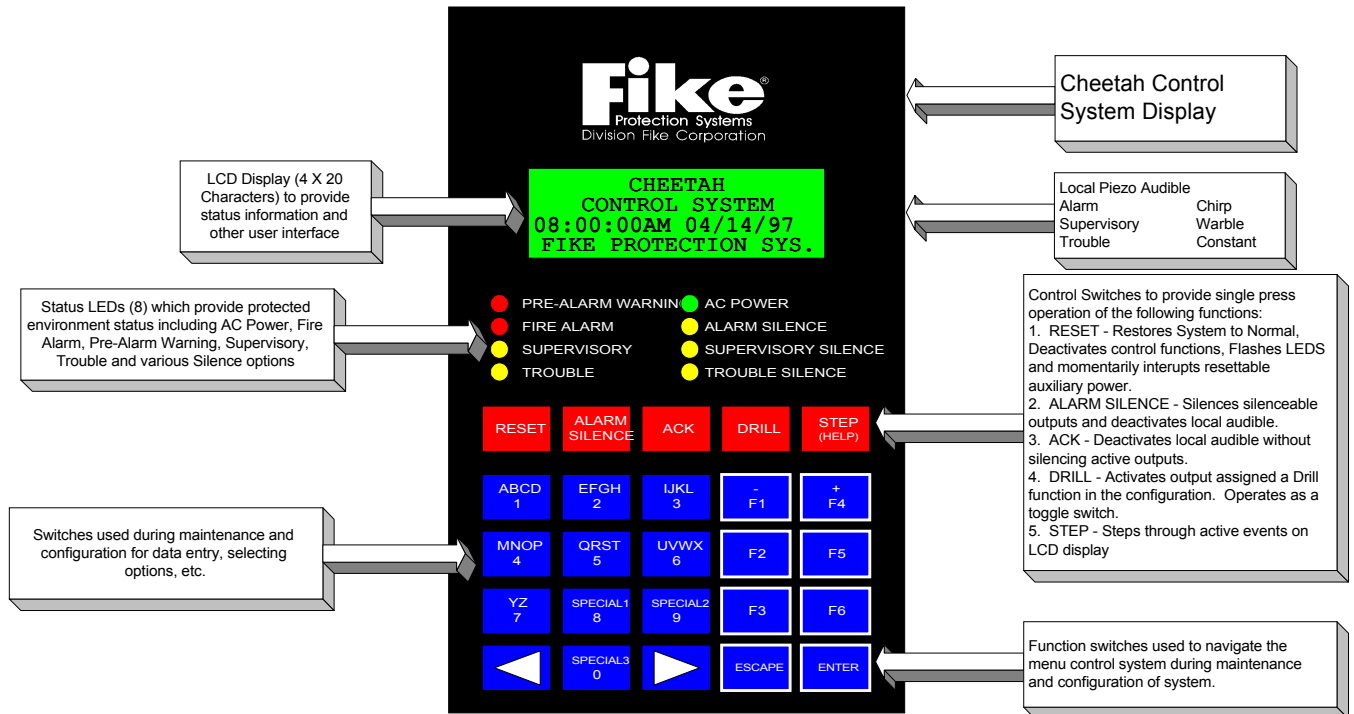 Fike®
Protection Systems
Division Fike Corporation
Cheetah Control
System Display
LCD Display (4 X 20
Characters) to provide
status information and
other user interface
CHEETAH
CONTROL SYSTEM
08:00:00AM 04/14/97
FIKE PROTECTION SYS.
Local Piezo Audible
Alarm Chirp
Supervisory Warble
Trouble Constant
Status LEDs (8) which provide protected
environment status including AC Power, Fire
Alarm, Pre-Alarm Warning, Supervisory,
Trouble and various Silence options
PRE-ALARM WARNING AC POWER
FIRE ALARM ALARM SILENCE
SUPERVISORY SUPERVISORY SILENCE
TROUBLE TROUBLE SILENCE
Control Switches to provide single press
operation of the following functions:
1. RESET - Restores System to Normal,
Deactivates control functions, Flashes LEDS
and momentarily interupts resettable
auxiliary power.
2. ALARM SILENCE - Silences silenceable
outputs and deactivates local audible.
3. ACK - Deactivates local audible without
silencing active outputs.
4. DRILL - Activates output assigned a Drill
function in the configuration. Operates as a
toggle switch.
5. STEP - Steps through active events on
LCD display
RESET
ALARM
SILENCE
ACK
DRILL
STEP
(HELP)
ABCD
1
EFGH
2
IJKL
3
-
F1
+
F4
Switches used during maintenance and
configuration for data entry, selecting
options, etc.
MNOP
4
QRST
5
UVWX
6
F2
F5
YZ
7
SPECIAL1
8
SPECIAL2
9
F3
F6
SPECIAL3
0
ESCAPE
ENTER
Function switches used to navigate the
menu control system during maintenance
and configuration of system.